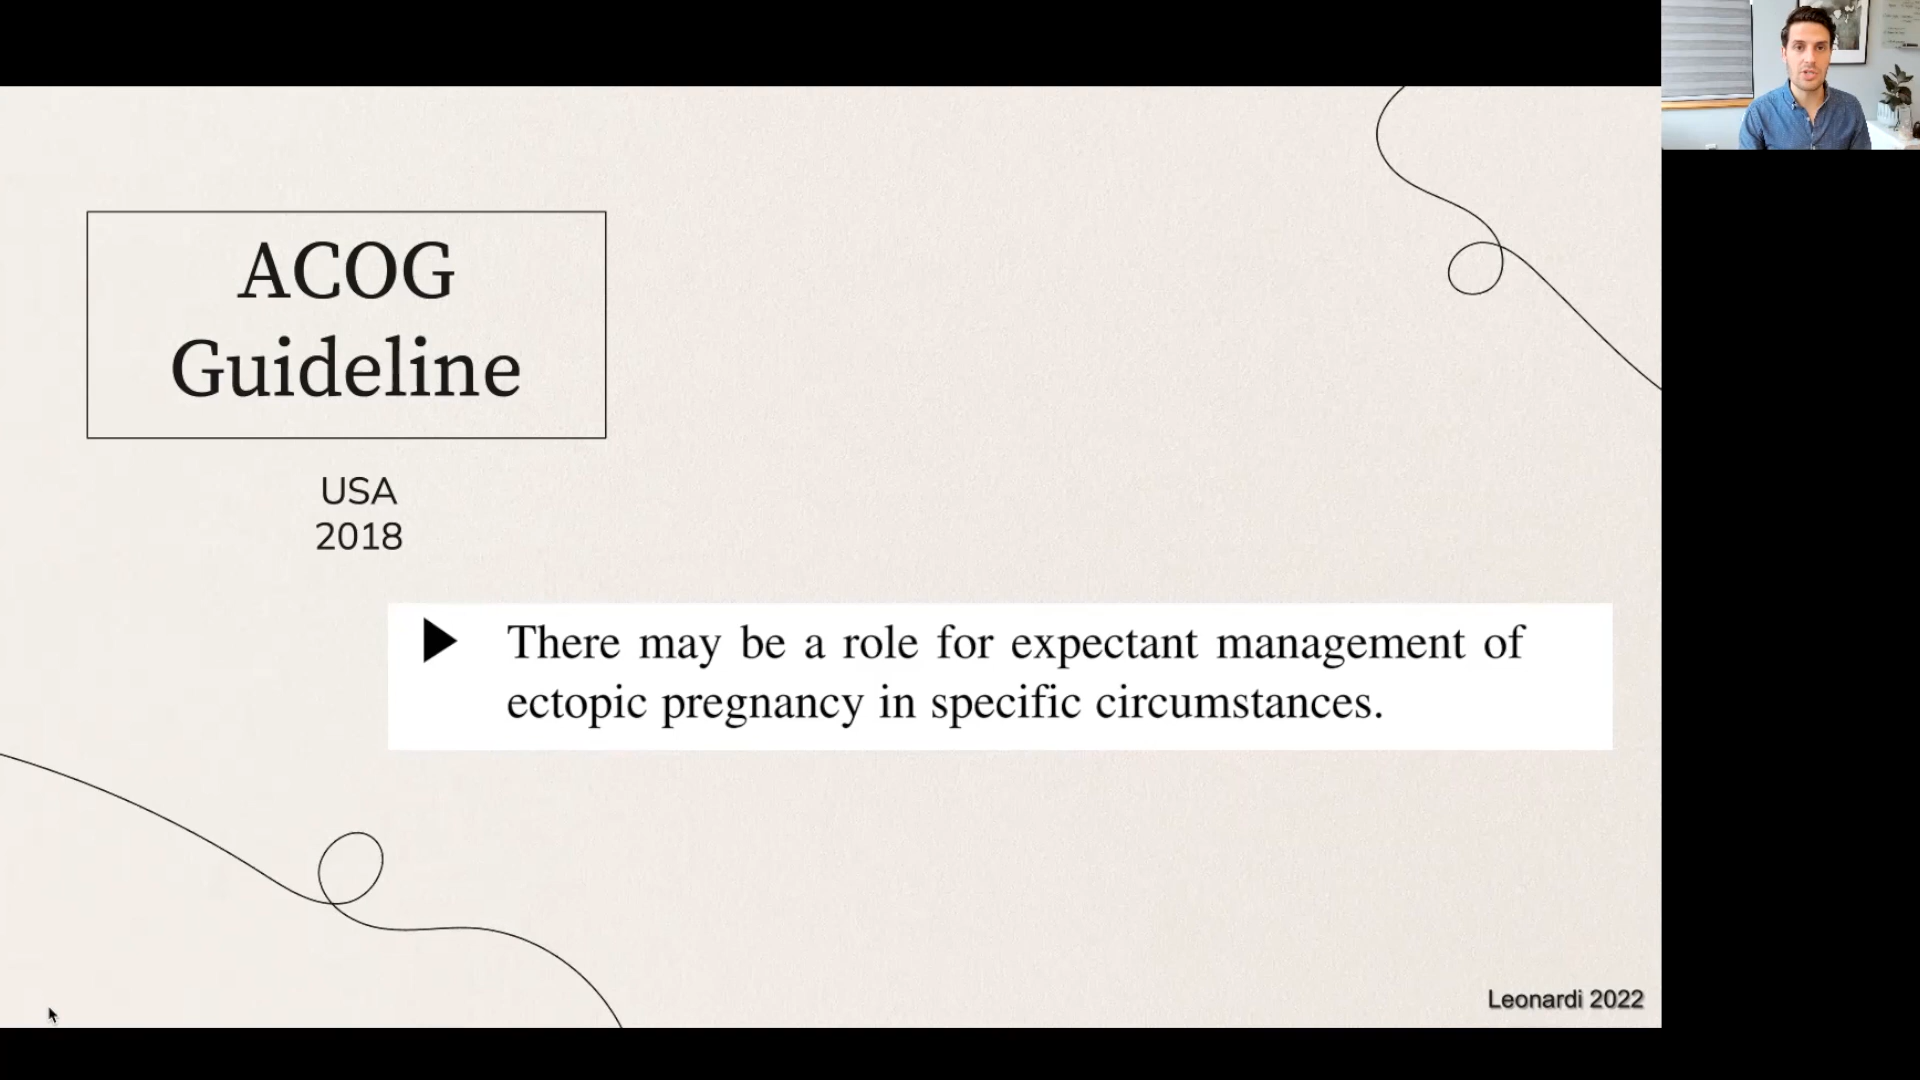 ACOG
Guideline
USA
2018
There may be a role for expectant management of
ectopic pregnancy in specific circumstances.
Leonardi 2022